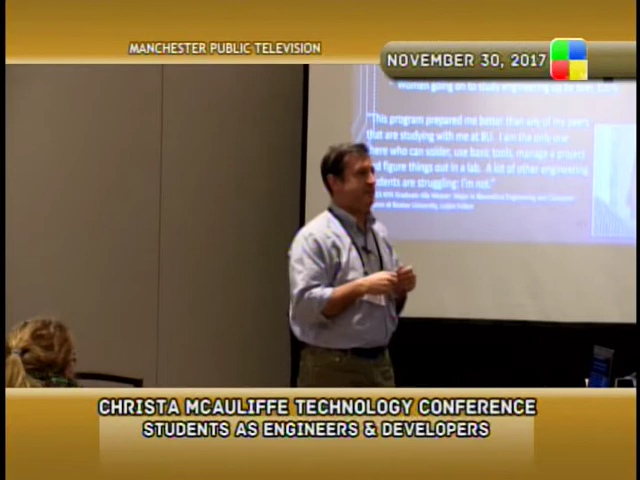 MANCHESTER PUBLIC TELEVISION
NOVEMBER 30, 2017
Women going on to study engineering up by
"This program prepared me better than any of my peers
that are studying with me at BU. I am the only one
here who can solder, use basic tools, manage a project
and figure things out in a lab. A lot of other engineering
students are struggling: I'm not."
CHRISTA MCAULIFFE TECHNOLOGY CONFERENCE
STUDENTS AS ENGINEERS & DEVELOPERS